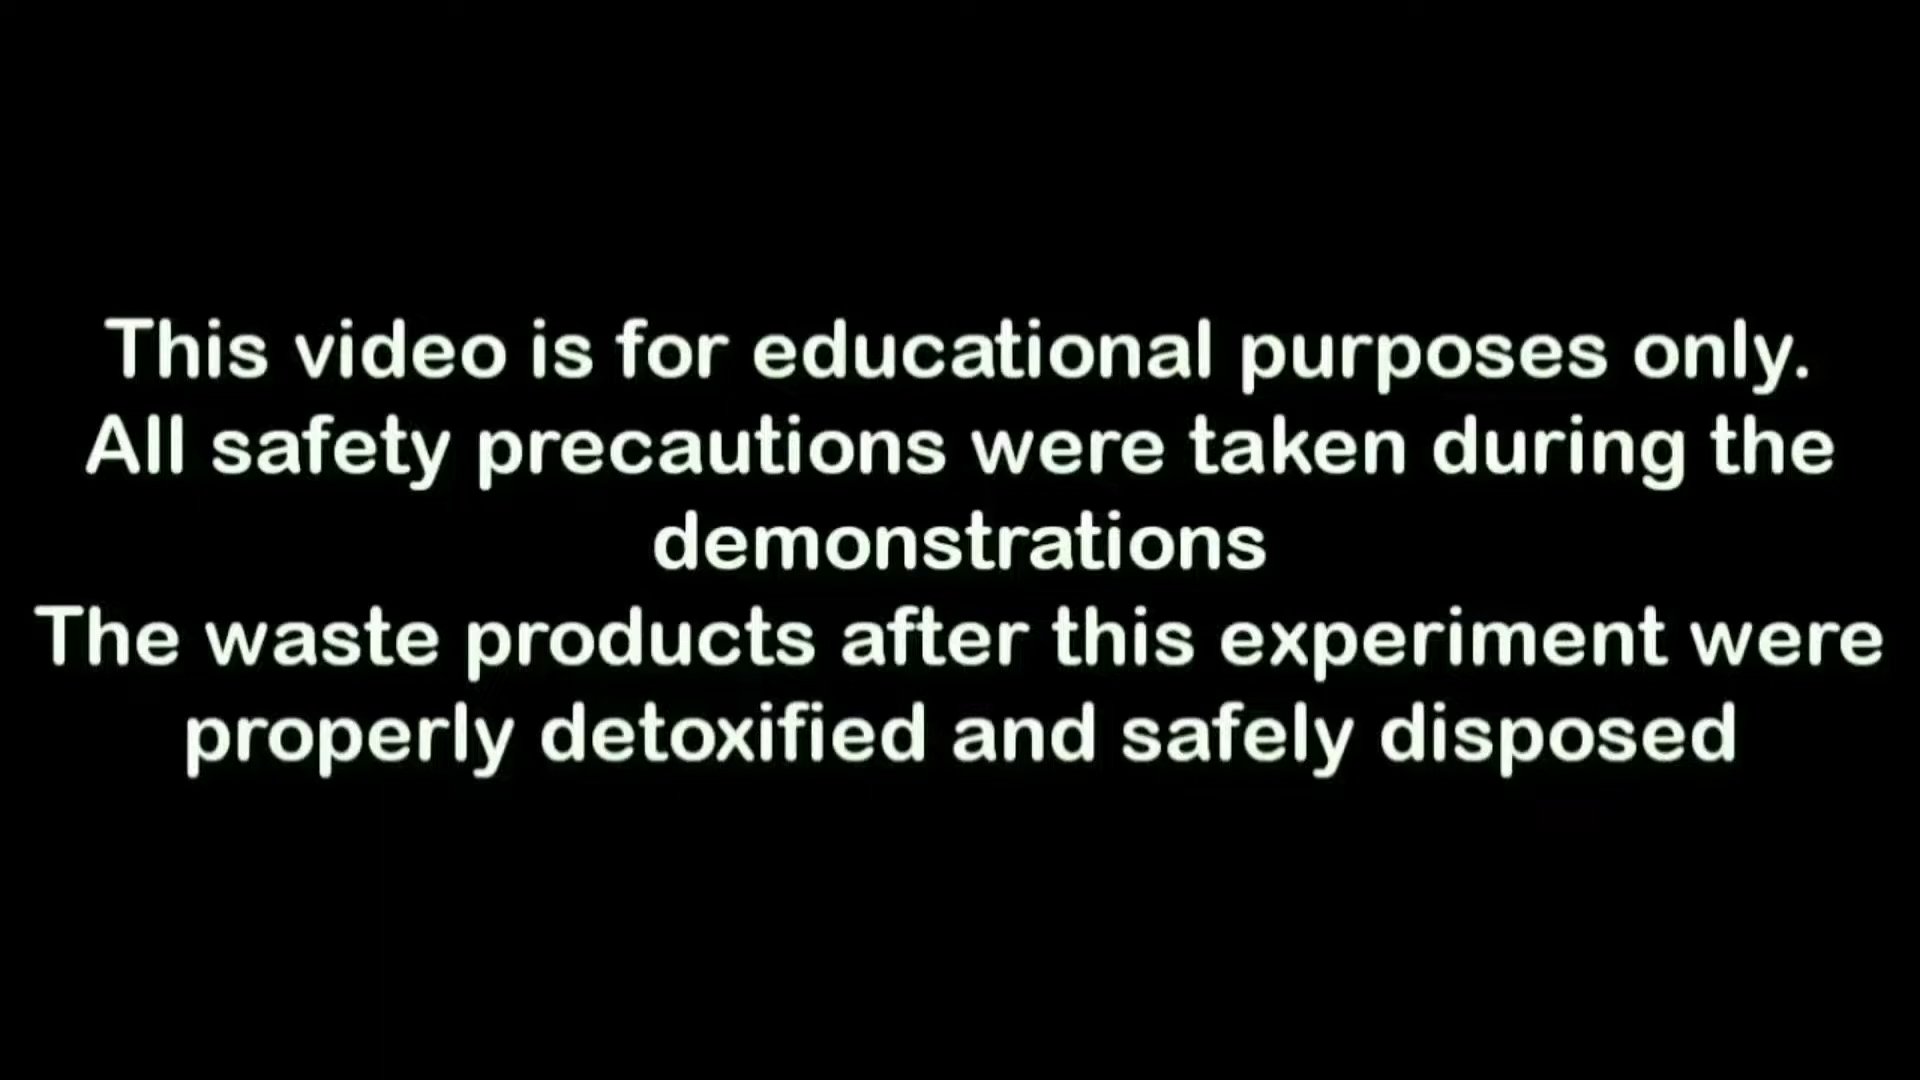 This video is for educational purposes only.
All safety precautions were taken during the
demonstrations
The waste products after this experiment were
properly detoxified and safely disposed